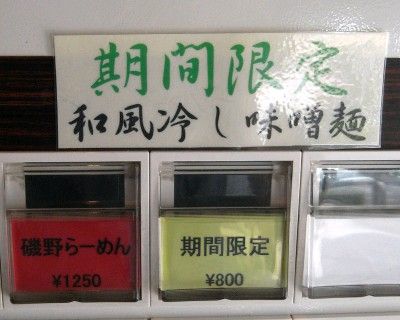 期間限定
和風冷し味噌麺
磯野らーめん
¥1250
期間限定
¥800